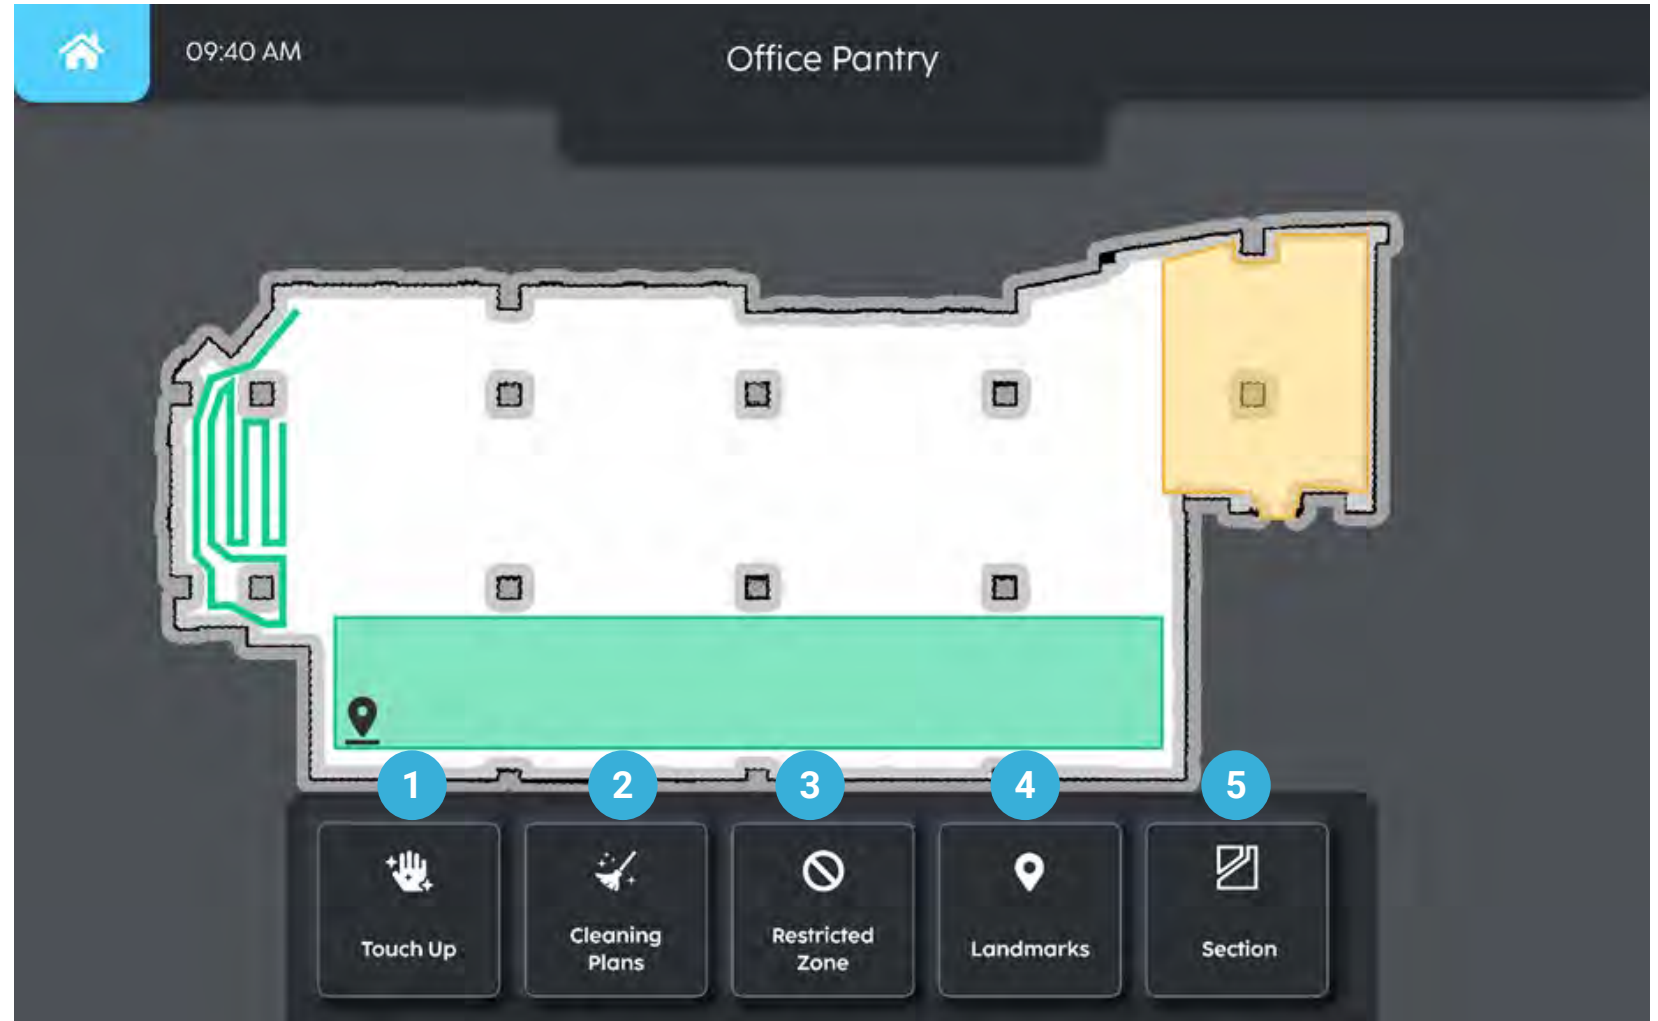 09:40 AM
Office Pantry
1
2
3
4
5
Touch Up
Cleaning
Plans
Restricted
Zone
Landmarks
Section